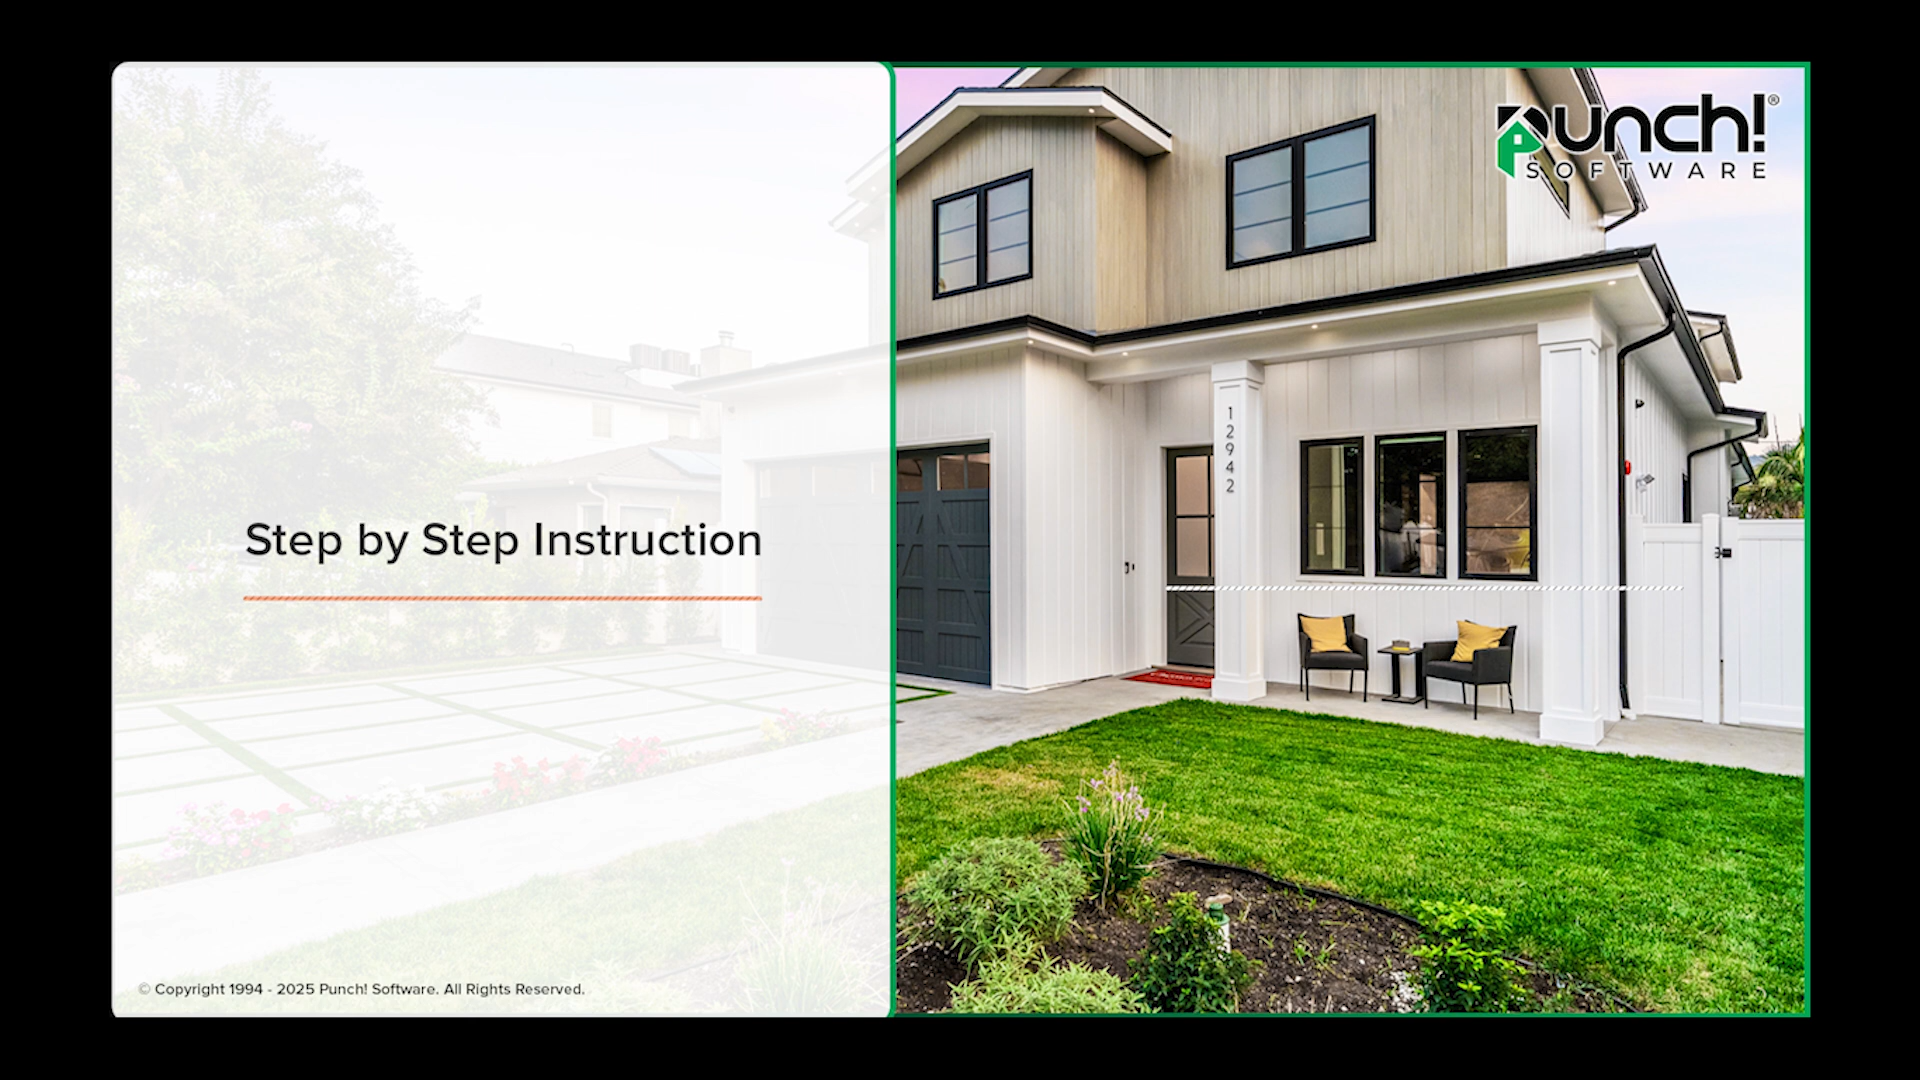 Step by Step Instruction
© Copyright 1994 - 2025 Punch! Software. All Rights Reserved.
Punch!®
SOFTWARE
12942